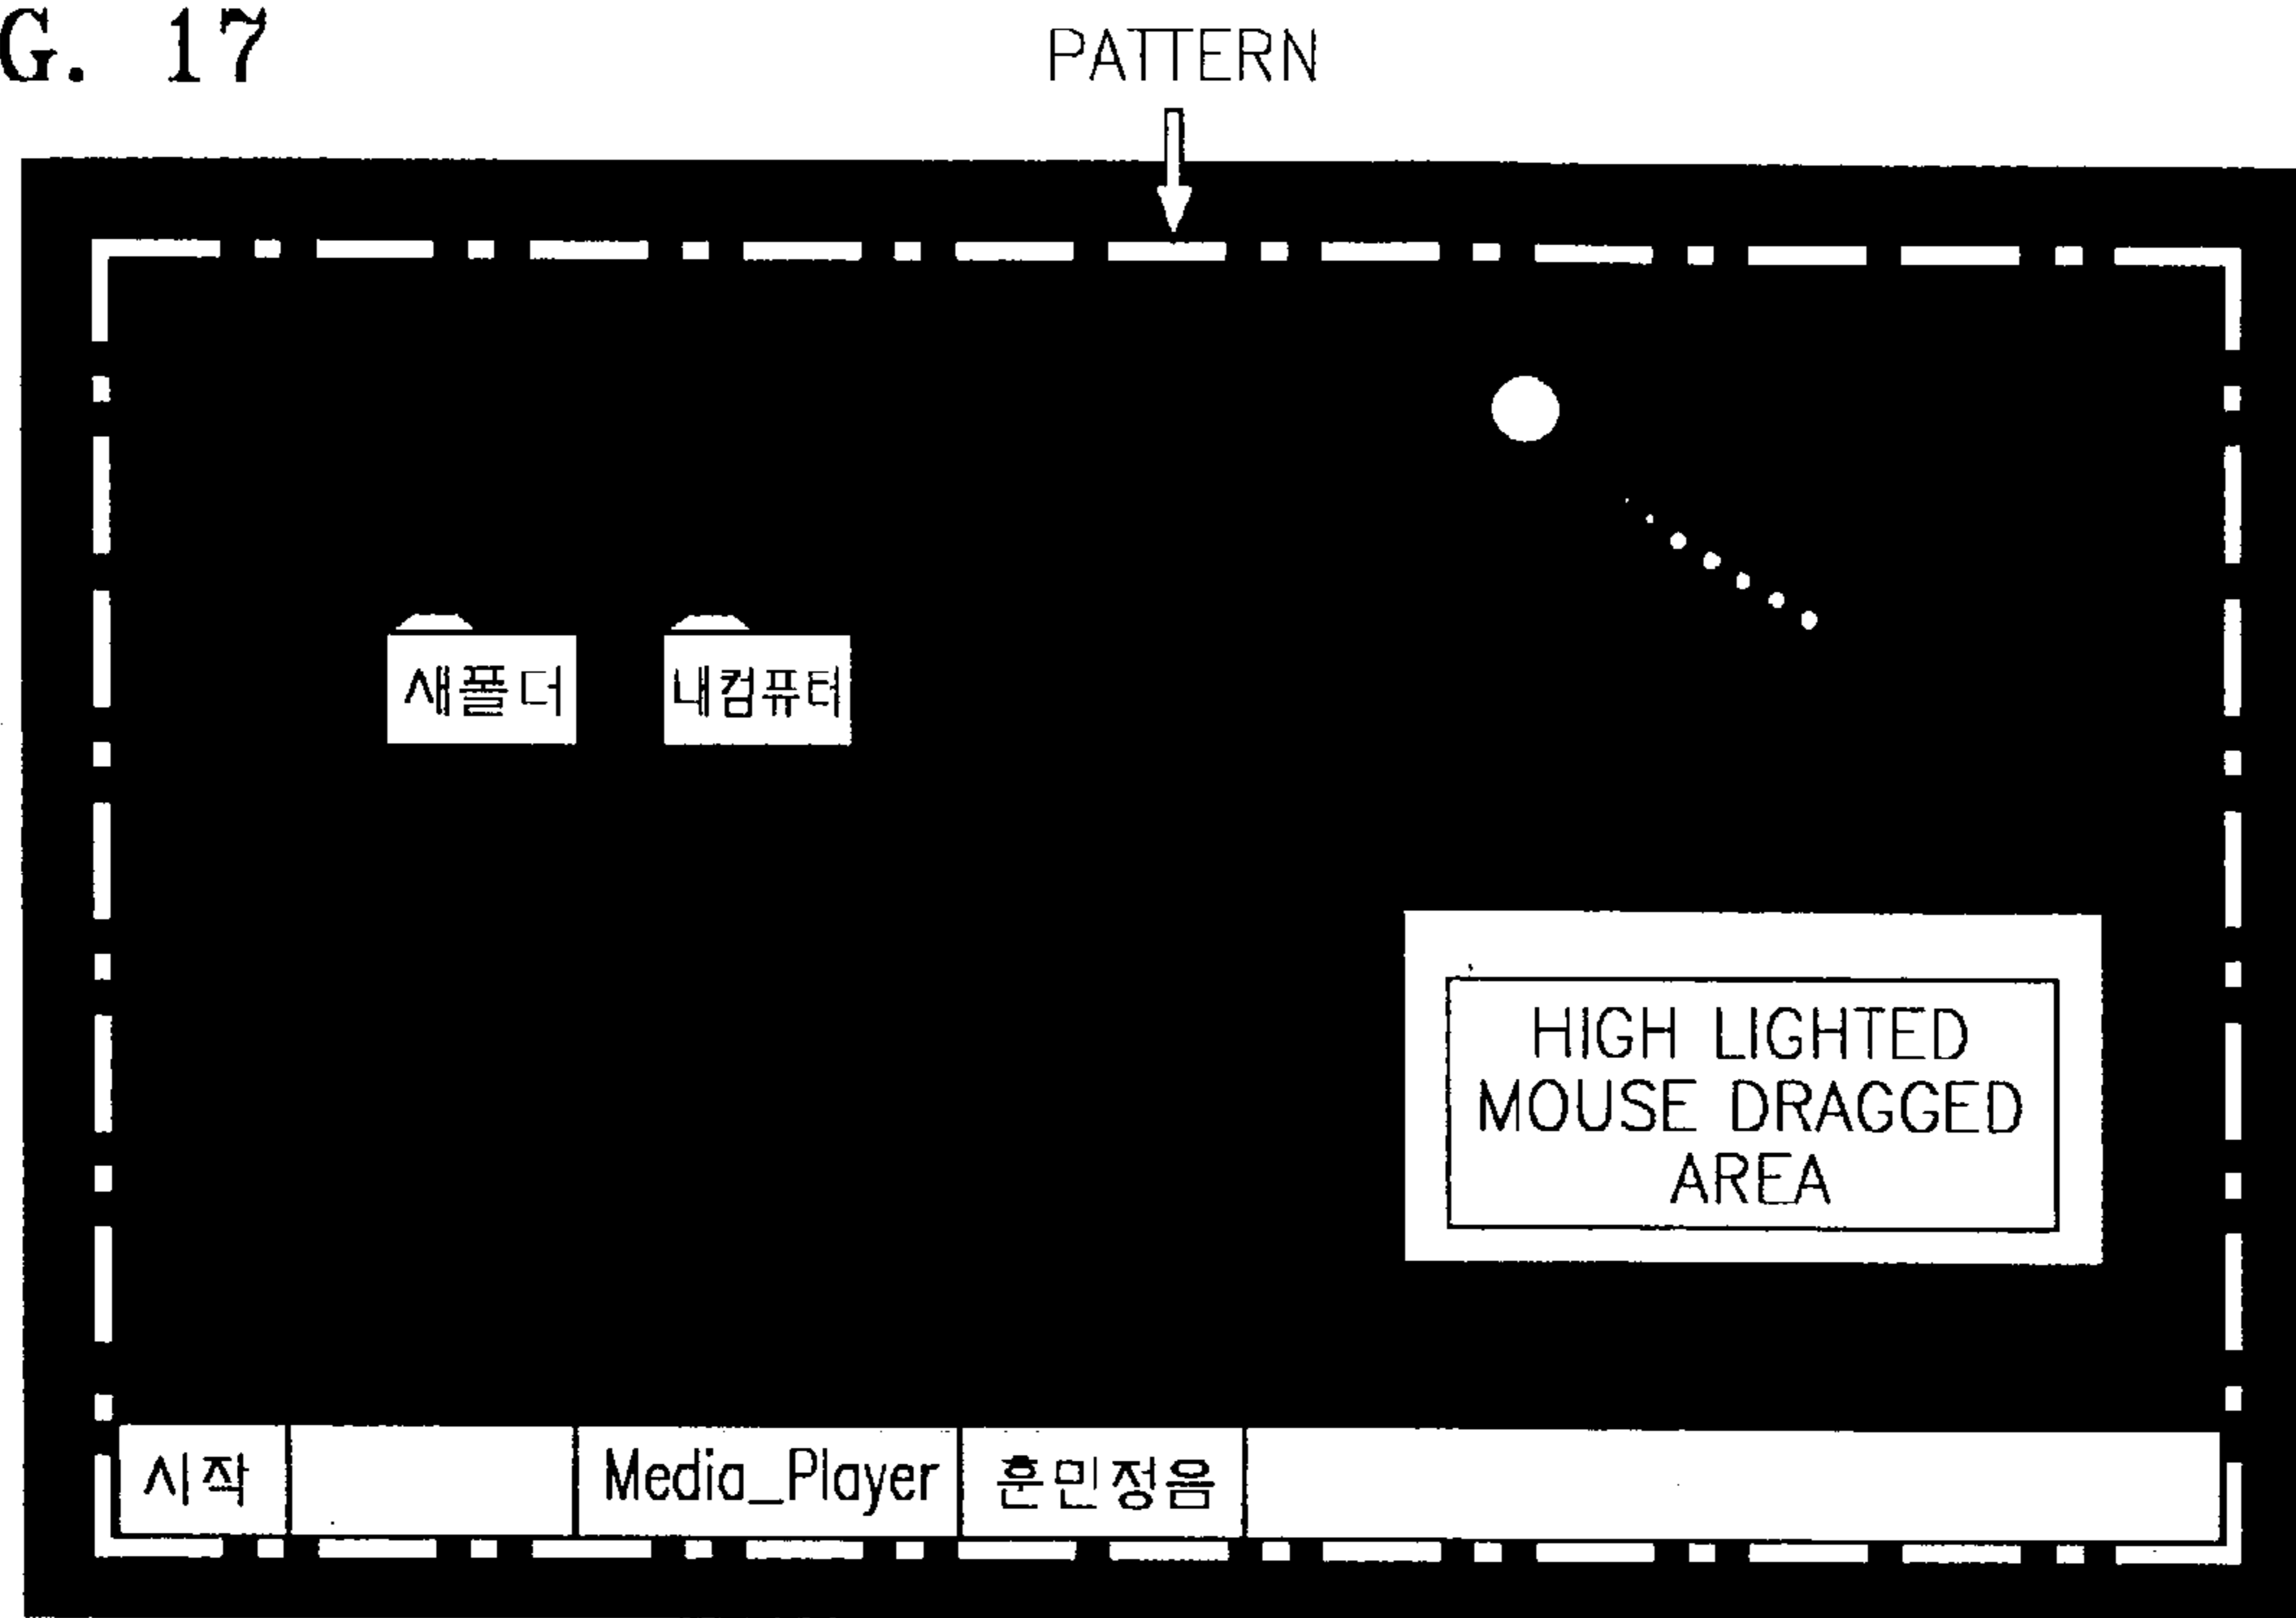 G. 17
PATTERN
새폴더
내컴퓨터
HIGH LIGHTED
MOUSE DRAGGED
AREA
시작
Media_Player
훈민정음